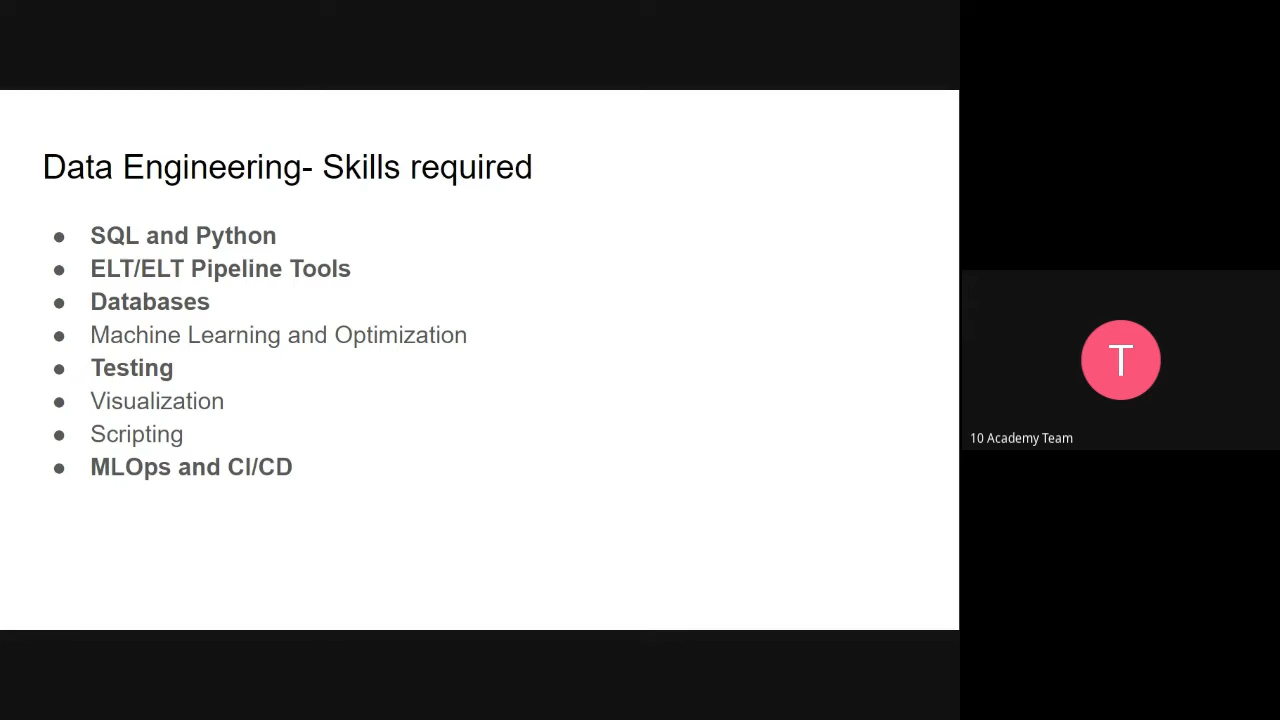 Data Engineering- Skills required
● SQL and Python
● ELT/ELT Pipeline Tools
● Databases
● Machine Learning and Optimization
● Testing
● Visualization
● Scripting
● MLOps and CI/CD
T
10 Academy Team